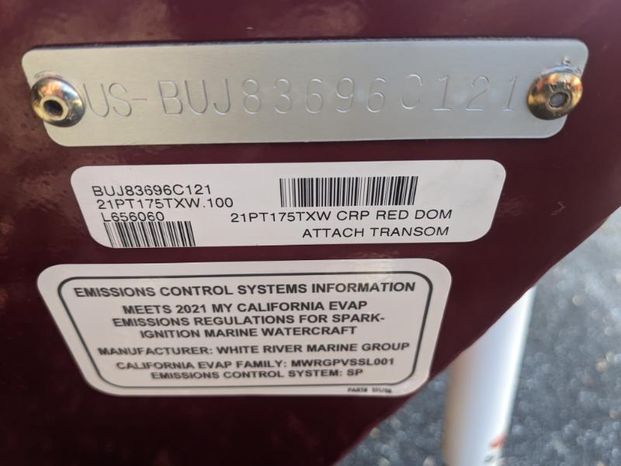 US-BUJ83696C121
BUJ83696C121
21PT175TXW.100
L656060
21PT175TXW CRP RED DOM
ATTACH TRANSOM
EMISSIONS CONTROL SYSTEMS INFORMATION
MEETS 2021 MY CALIFORNIA EVAP
EMISSIONS REGULATIONS FOR SPARK-
IGNITION MARINE WATERCRAFT
MANUFACTURER: WHITE RIVER MARINE GROUP
CALIFORNIA EVAP FAMILY: MWRGPVSSL001
EMISSIONS CONTROL SYSTEM: SP